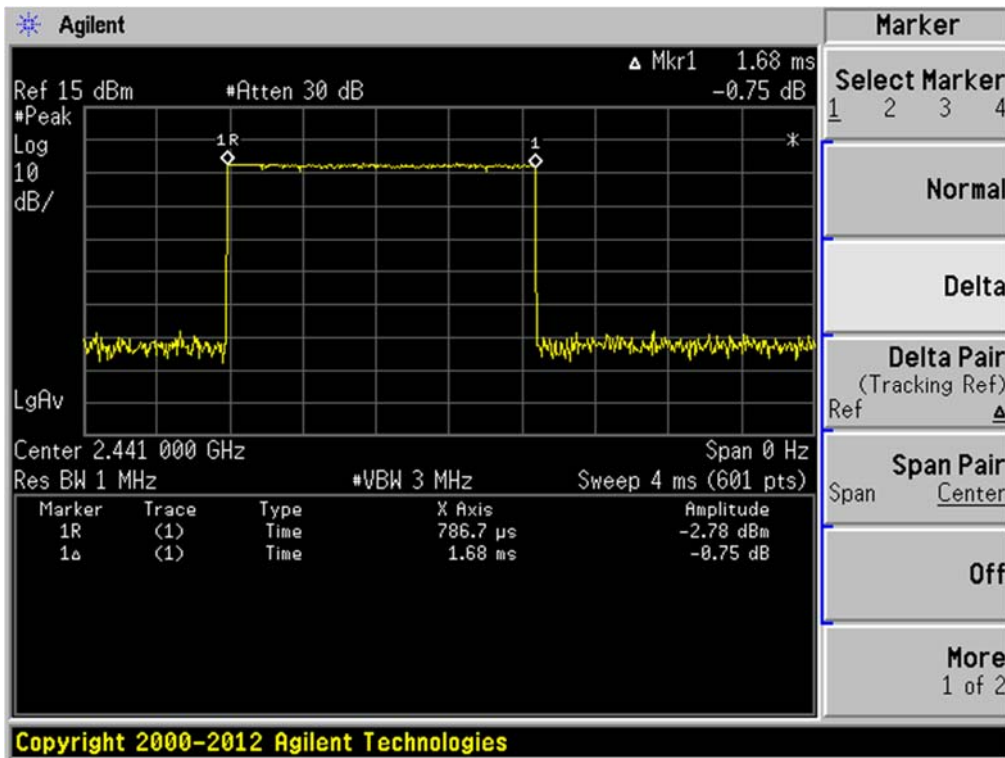 Agilent
Δ Mkr1 1.68 ms
Ref 15 dBm #Atten 30 dB -0.75 dB
#Peak
Log
10
dB/
1R
1
*
LgAv
Center 2.441 000 GHz Span 0 Hz
Res BW 1 MHz #VBW 3 MHz Sweep 4 ms (601 pts)
Marker Trace Type X Axis Amplitude
1R (1) Time 786.7 µs -2.78 dBm
1Δ (1) Time 1.68 ms -0.75 dB
Copyright 2000-2012 Agilent Technologies
Marker
Select Marker
1 2 3 4
Normal
Delta
Delta Pair
(Tracking Ref)
Ref Δ
Span Pair
Span Center
Off
More
1 of 2